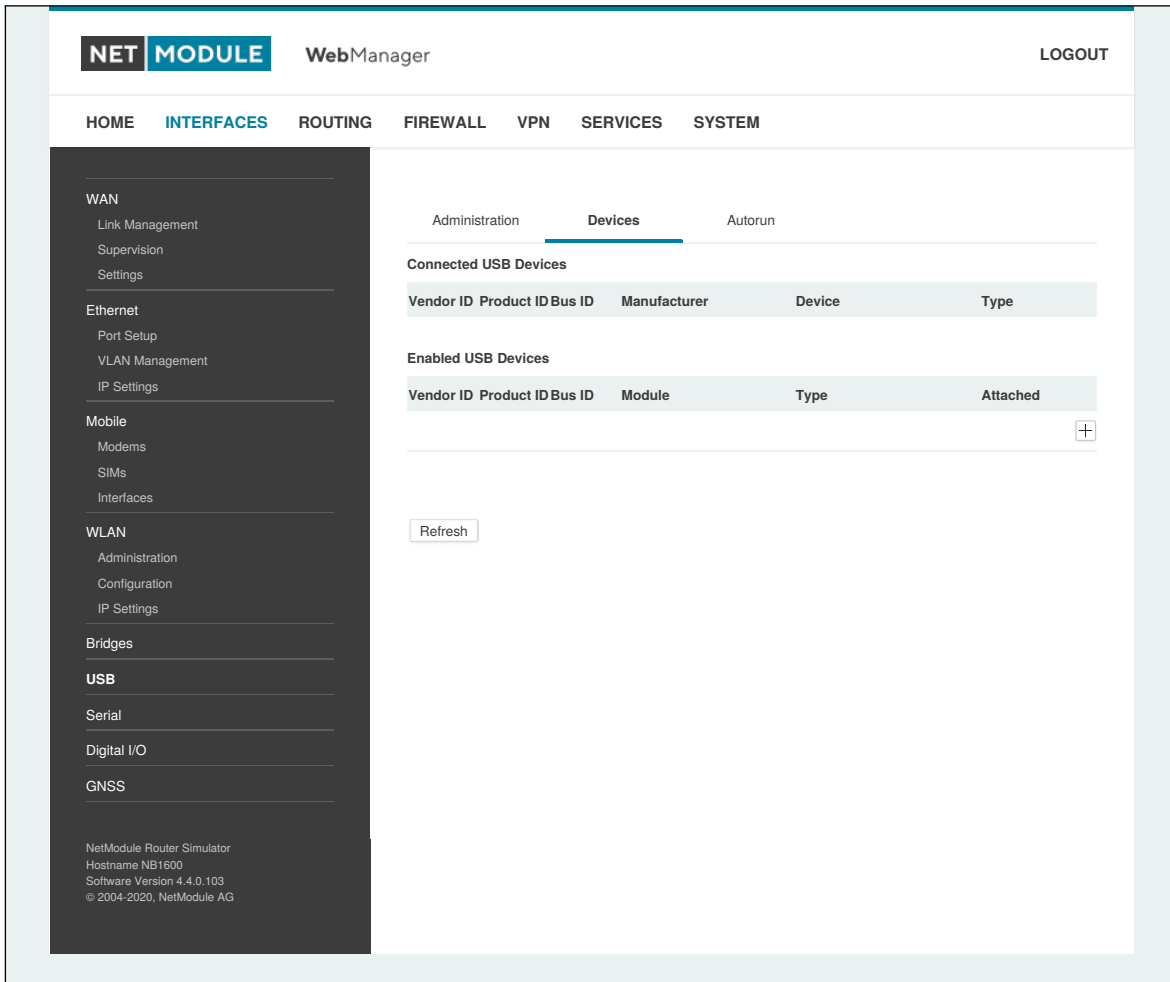 NET MODULE WebManager LOGOUT
HOME INTERFACES ROUTING FIREWALL VPN SERVICES SYSTEM
WAN
Link Management
Supervision
Settings
Ethernet
Port Setup
VLAN Management
IP Settings
Mobile
Modems
SIMs
Interfaces
WLAN
Administration
Configuration
IP Settings
Bridges
USB
Serial
Digital I/O
GNSS
NetModule Router Simulator
Hostname NB1600
Software Version 4.4.0.103
© 2004-2020, NetModule AG
Administration Devices Autorun
Connected USB Devices
Vendor ID Product ID Bus ID Manufacturer Device Type
Enabled USB Devices
Vendor ID Product ID Bus ID Module Type Attached
Refresh